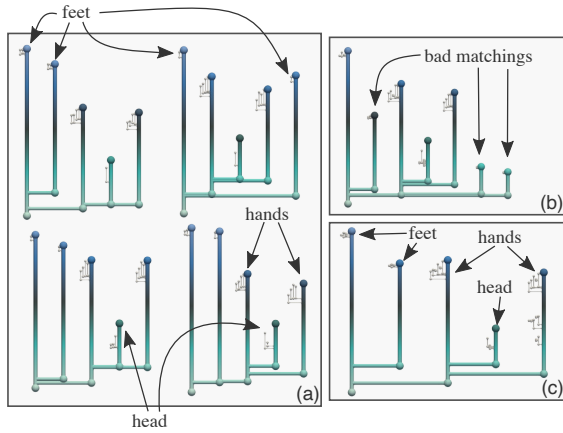 feet
bad matchings
(b)
hands
feet
hands
head
(a)
(c)
head